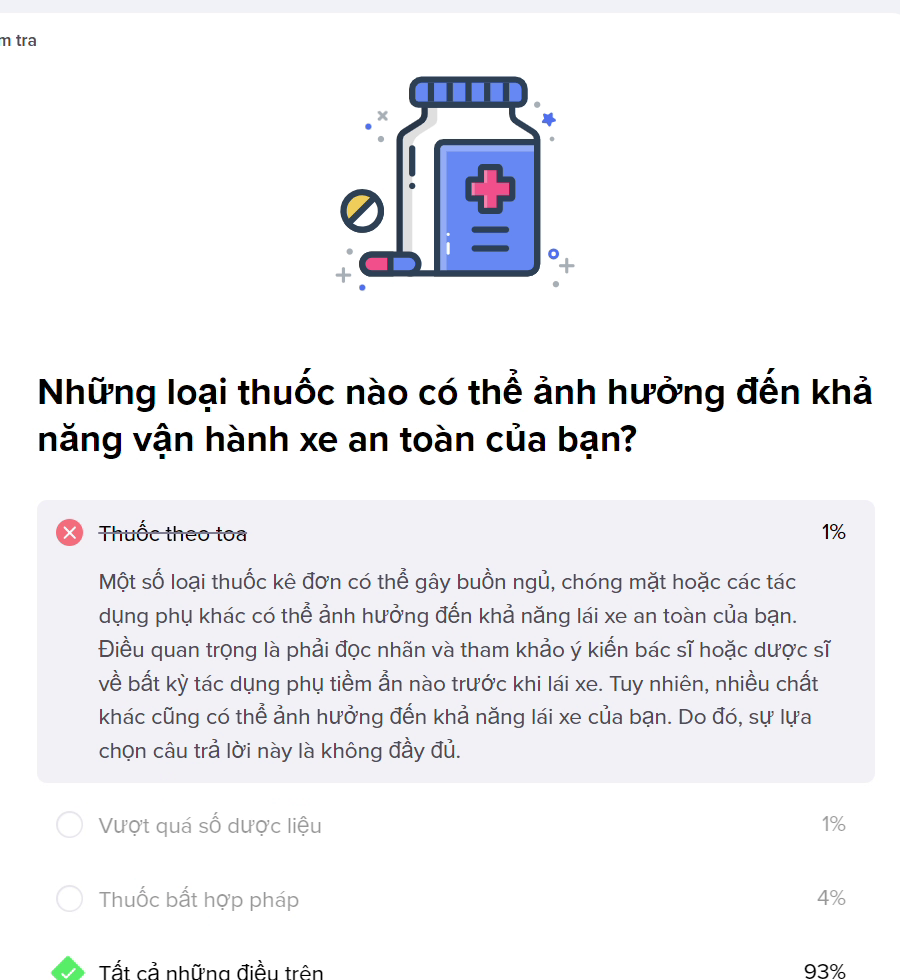 m tra
Những loại thuốc nào có thể ảnh hưởng đến khả
năng vận hành xe an toàn của bạn?
Thuốc theo toa 1%
Một số loại thuốc kê đơn có thể gây buồn ngủ, chóng mặt hoặc các tác
dụng phụ khác có thể ảnh hưởng đến khả năng lái xe an toàn của bạn.
Điều quan trọng là phải đọc nhãn và tham khảo ý kiến bác sĩ hoặc dược sĩ
về bất kỳ tác dụng phụ tiềm ẩn nào trước khi lái xe. Tuy nhiên, nhiều chất
khác cũng có thể ảnh hưởng đến khả năng lái xe của bạn. Do đó, sự lựa
chọn câu trả lời này là không đầy đủ.
Vượt quá số dược liệu 1%
Thuốc bất hợp pháp 4%
Tất cả những điều trên 93%